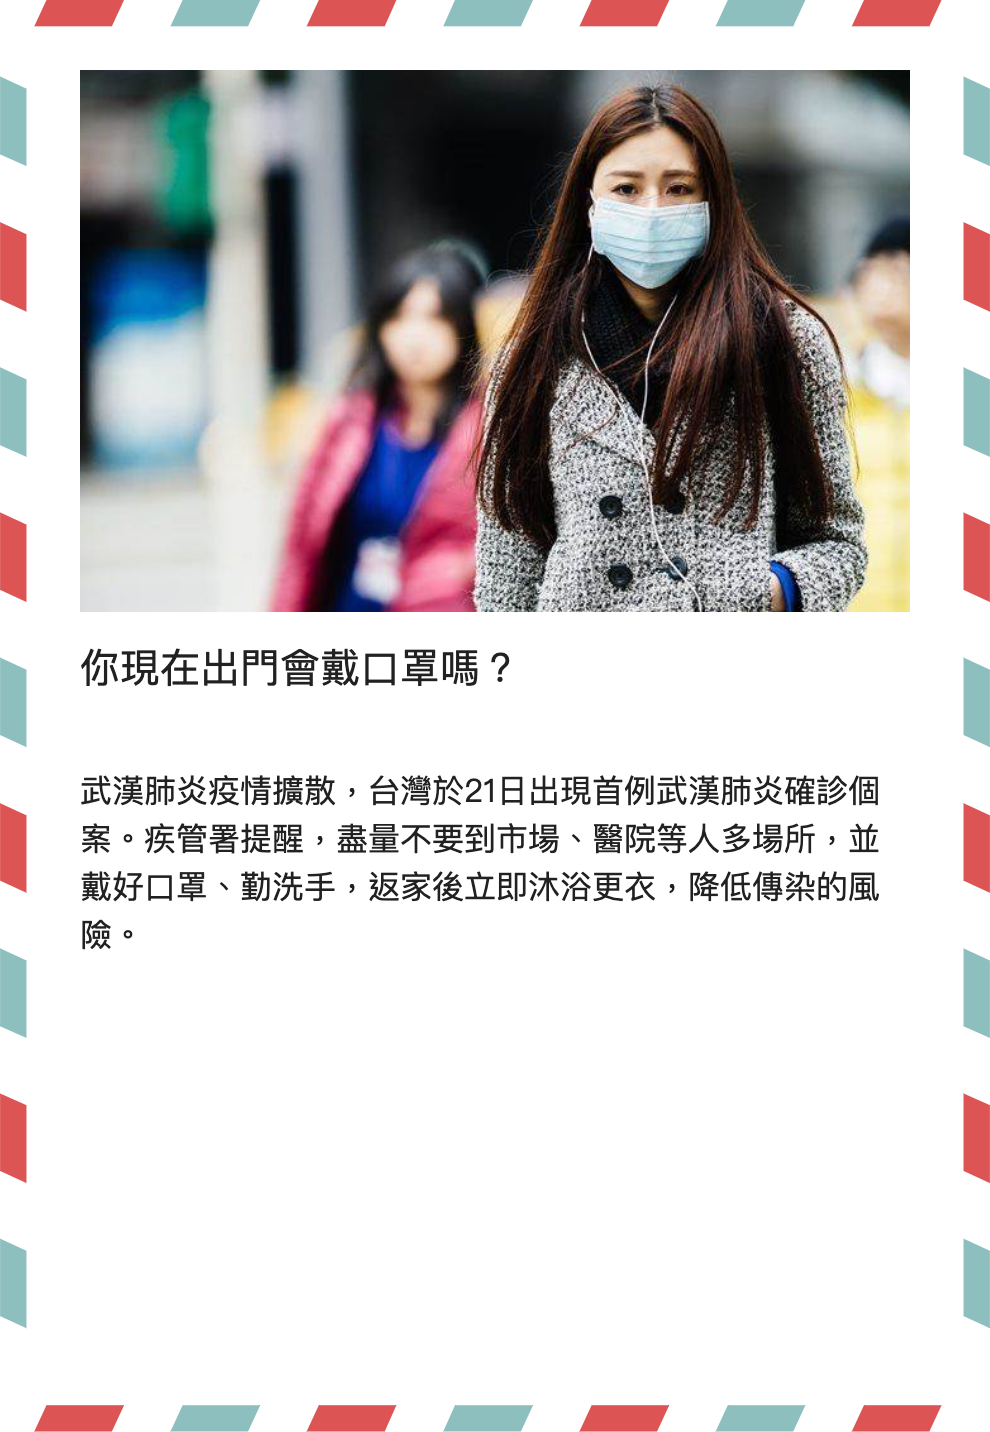 你現在出門會戴口罩嗎？
武漢肺炎疫情擴散，台灣於21日出現首例武漢肺炎確診個
案。疾管署提醒，盡量不要到市場、醫院等人多場所，並
戴好口罩、勤洗手，返家後立即沐浴更衣，降低傳染的風
險。